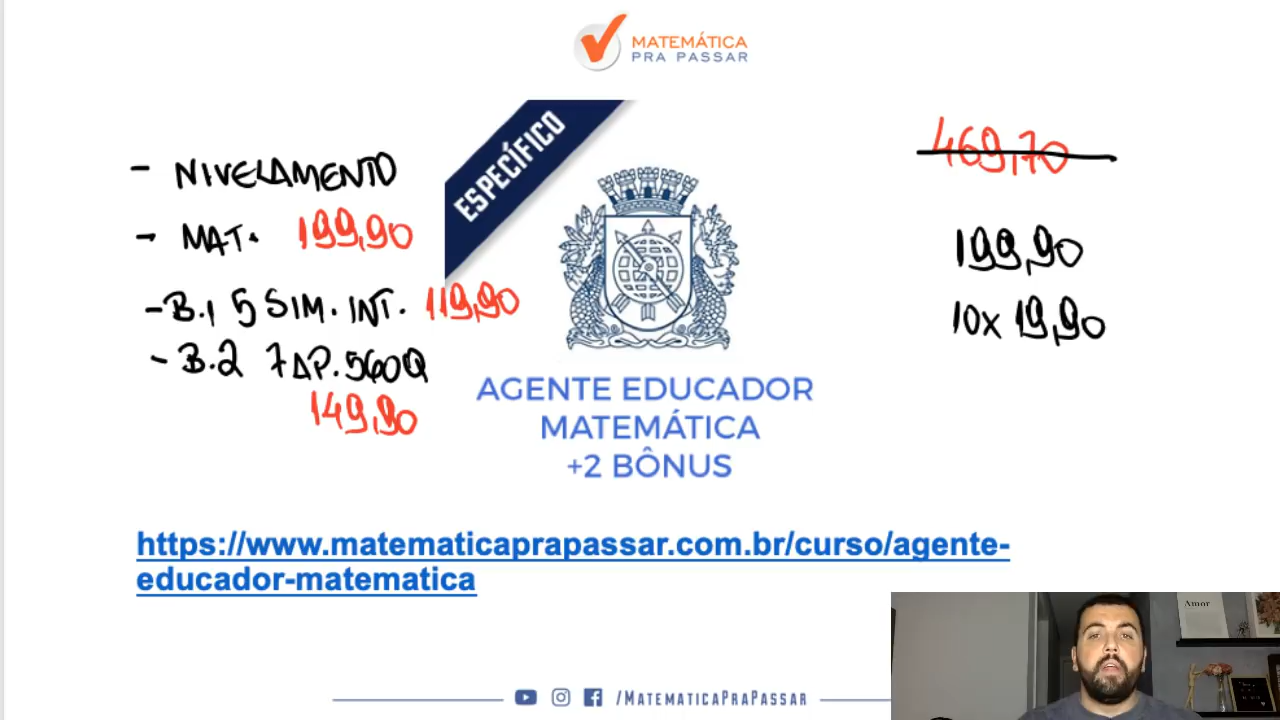 MATEMÁTICA
PRA PASSAR
ESPECÍFICO
- NIVELAMENTO
- MAT. 199,90
- B.1 5 SIM. INT. 119,90
- B.2 7 AP. 560Q
149,90
469,70
199,90
10x 19,90
AGENTE EDUCADOR
MATEMÁTICA
+2 BÔNUS
https://www.matematicaprapassar.com.br/curso/agente-
educador-matematica
/MATEMATICAPRAPASSAR
Amor